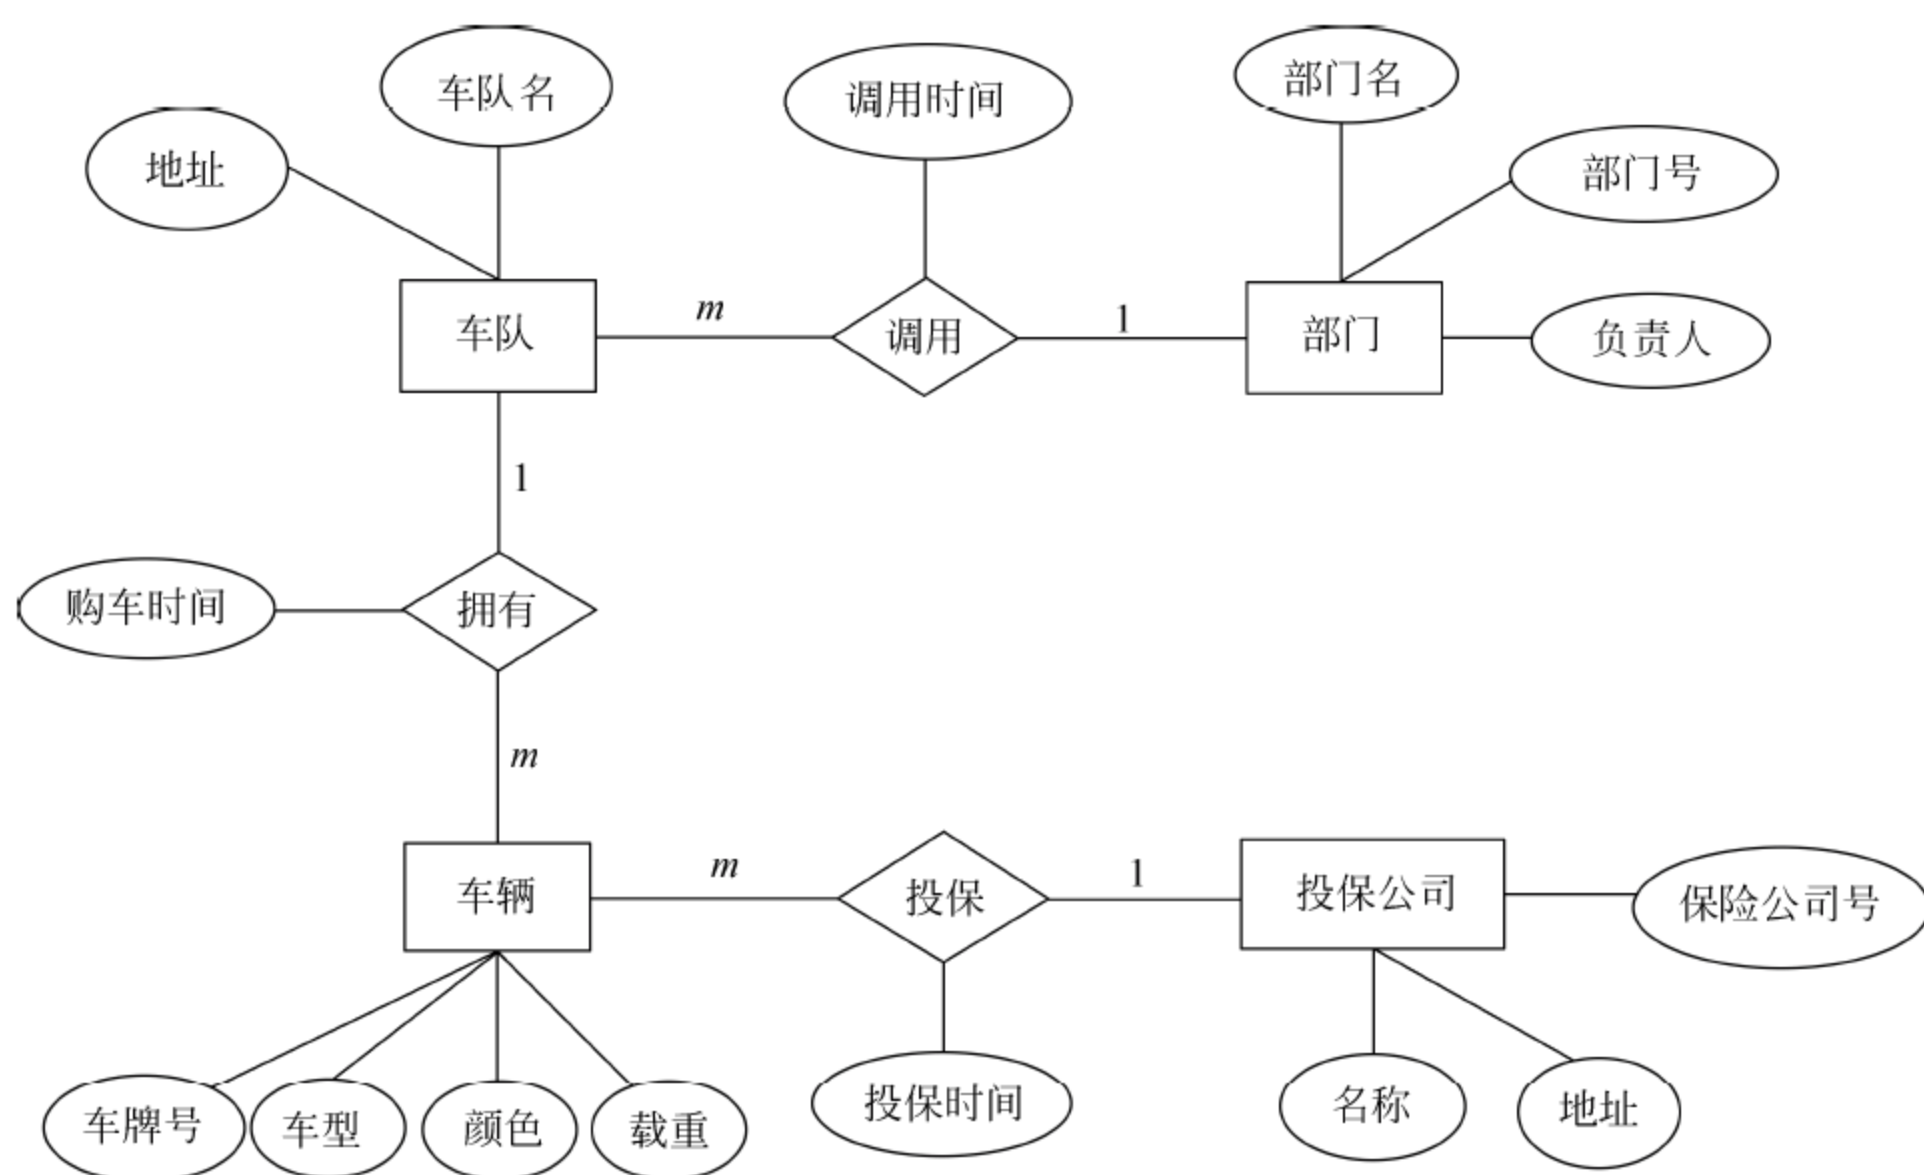 车队名
调用时间
部门名
地址
部门号
车队
m
调用
1
部门
负责人
1
购车时间
拥有
m
车辆
m
投保
1
投保公司
保险公司号
车牌号
车型
颜色
载重
投保时间
名称
地址